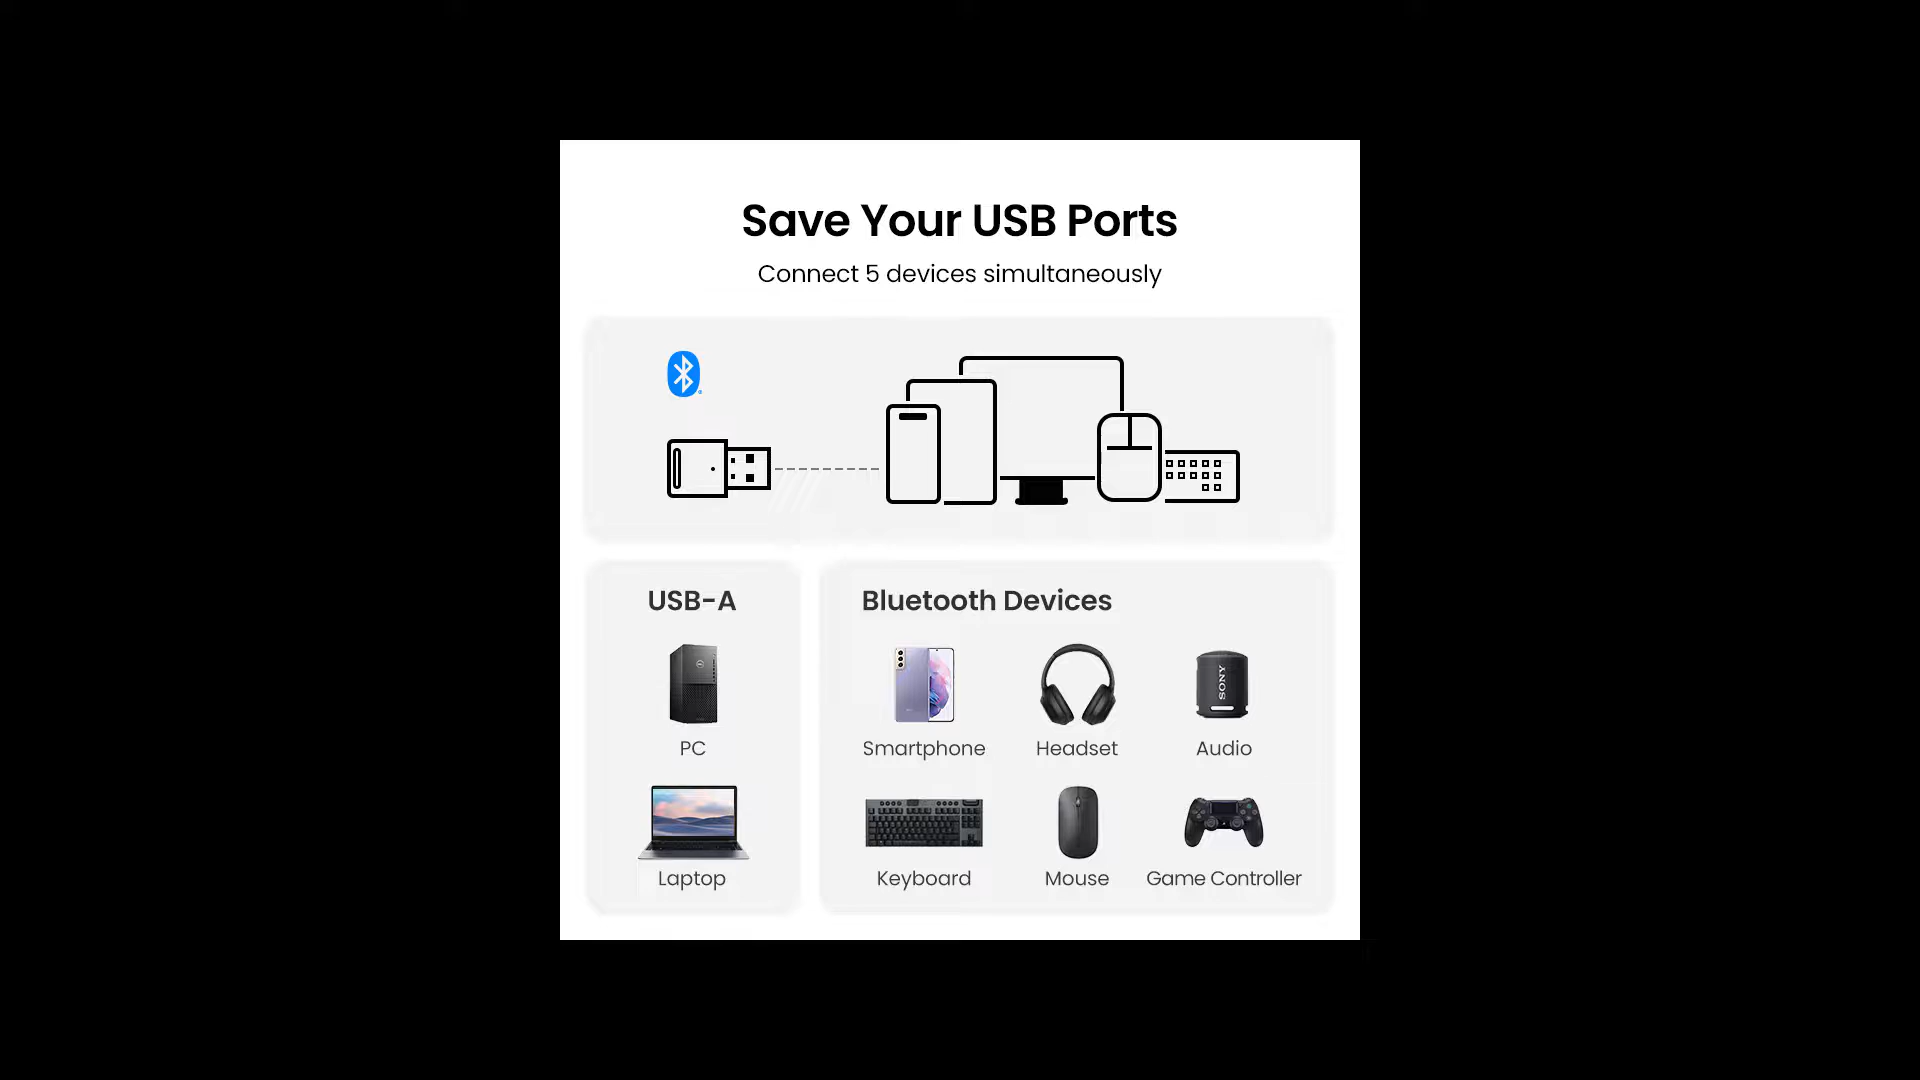 Save Your USB Ports
Connect 5 devices simultaneously
USB-A
PC
Laptop
Bluetooth Devices
SONY
Smartphone
Headset
Audio
Keyboard
Mouse
Game Controller